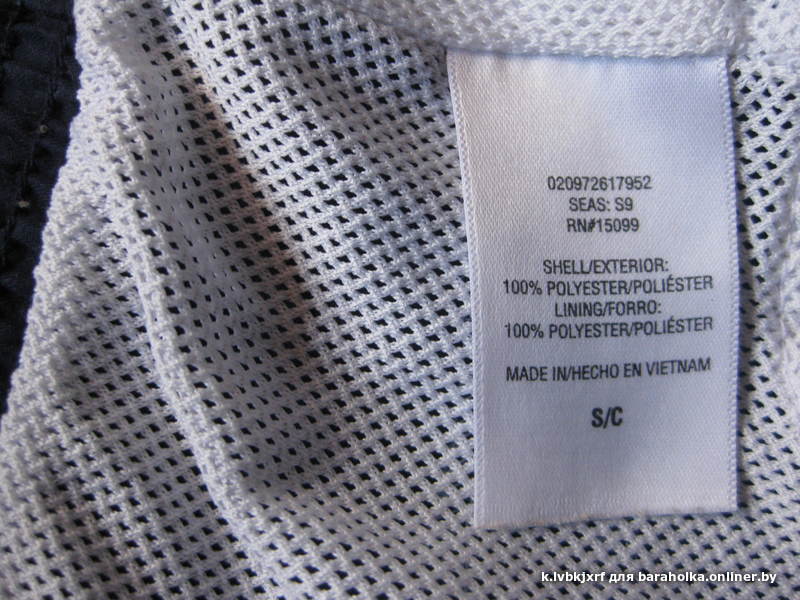 020972617952
SEAS: S9
RN#15099
SHELL/EXTERIOR:
100% POLYESTER/POLIÉSTER
LINING/FORRO:
100% POLYESTER/POLIÉSTER
MADE IN/HECHO EN VIETNAM
S/C
k.lvbkjxrf для baraholka.onliner.by